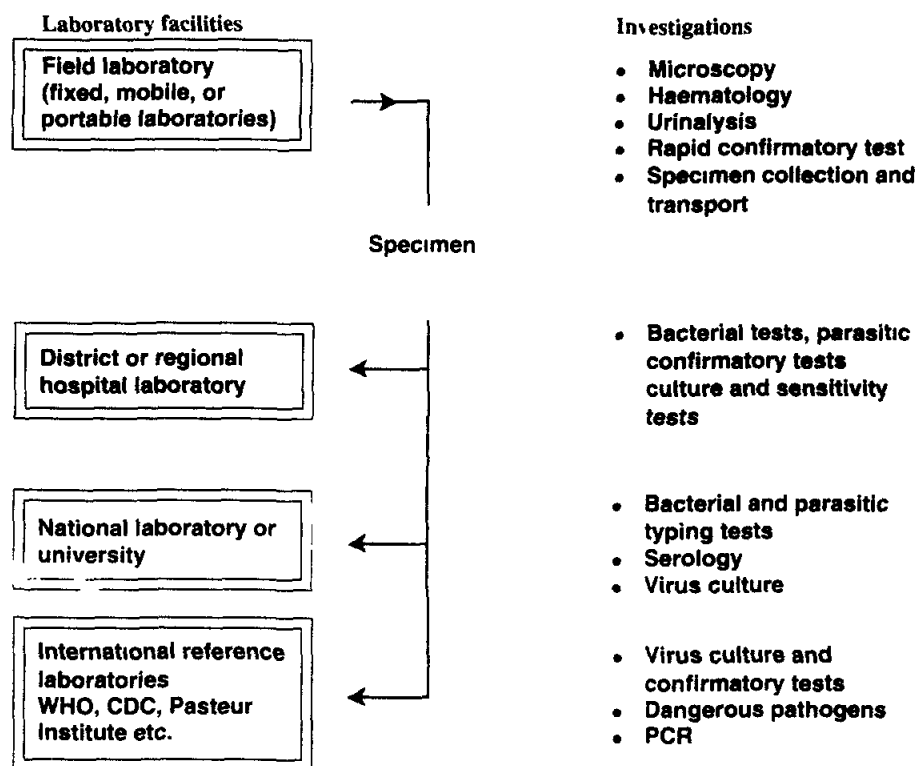 Laboratory facilities
Investigations
Field laboratory
(fixed, mobile, or
portable laboratories)
• Microscopy
• Haematology
• Urinalysis
• Rapid confirmatory test
• Specimen collection and
transport
Specimen
District or regional
hospital laboratory
• Bacterial tests, parasitic
confirmatory tests
culture and sensitivity
tests
National laboratory or
university
• Bacterial and parasitic
typing tests
• Serology
• Virus culture
International reference
laboratories
WHO, CDC, Pasteur
Institute etc.
• Virus culture and
confirmatory tests
• Dangerous pathogens
• PCR